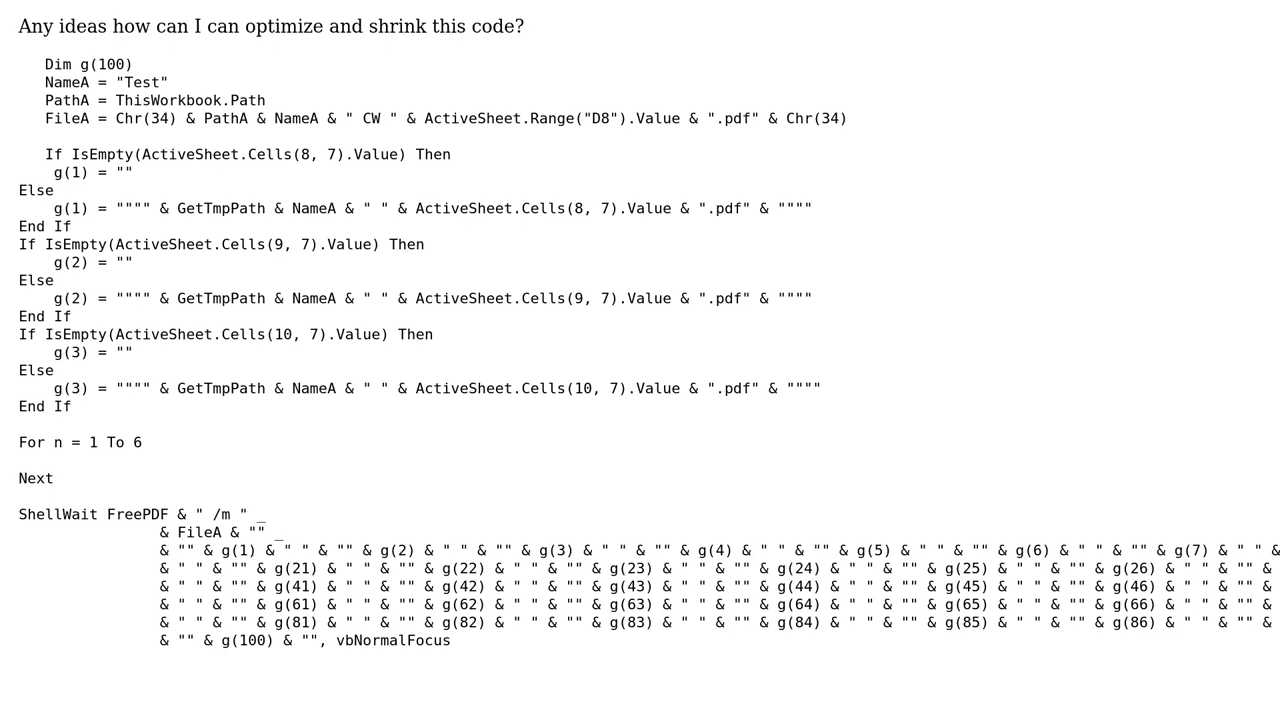 Any ideas how can I can optimize and shrink this code?
Dim g(100)
NameA = "Test"
PathA = ThisWorkbook.Path
FileA = Chr(34) & PathA & NameA & " CW " & ActiveSheet.Range("D8").Value & ".pdf" & Chr(34)
If IsEmpty(ActiveSheet.Cells(8, 7).Value) Then
g(1) = ""
Else
g(1) = """" & GetTmpPath & NameA & " " & ActiveSheet.Cells(8, 7).Value & ".pdf" & """"
End If
If IsEmpty(ActiveSheet.Cells(9, 7).Value) Then
g(2) = ""
Else
g(2) = """" & GetTmpPath & NameA & " " & ActiveSheet.Cells(9, 7).Value & ".pdf" & """"
End If
If IsEmpty(ActiveSheet.Cells(10, 7).Value) Then
g(3) = ""
Else
g(3) = """" & GetTmpPath & NameA & " " & ActiveSheet.Cells(10, 7).Value & ".pdf" & """"
End If
For n = 1 To 6
Next
ShellWait FreePDF & " /m " _
& FileA & "" _
& "" & g(1) & " " & "" & g(2) & " " & "" & g(3) & " " & "" & g(4) & " " & "" & g(5) & " " & "" & g(6) & " " & "" & g(7) & " " &
& " " & "" & g(21) & " " & "" & g(22) & " " & "" & g(23) & " " & "" & g(24) & " " & "" & g(25) & " " & "" & g(26) & " " & "" &
& " " & "" & g(41) & " " & "" & g(42) & " " & "" & g(43) & " " & "" & g(44) & " " & "" & g(45) & " " & "" & g(46) & " " & "" &
& " " & "" & g(61) & " " & "" & g(62) & " " & "" & g(63) & " " & "" & g(64) & " " & "" & g(65) & " " & "" & g(66) & " " & "" &
& " " & "" & g(81) & " " & "" & g(82) & " " & "" & g(83) & " " & "" & g(84) & " " & "" & g(85) & " " & "" & g(86) & " " & "" &
& "" & g(100) & "", vbNormalFocus